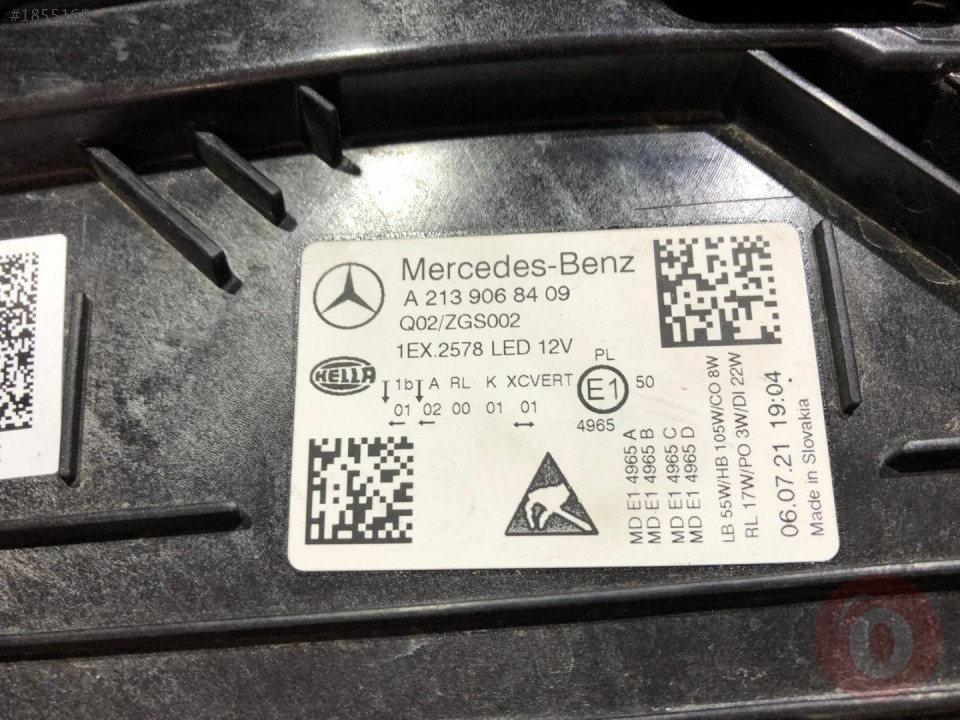 Mercedes-Benz
A 213 906 84 09
Q02/ZGS002
1EX.2578 LED 12V
HELLA
1b A RL K XCVERT
01 02 00 01 01
PL
E1
50
4965
MD E1 4965 A
MD E1 4965 B
MD E1 4965 C
MD E1 4965 D
LB 55W/HB 105W/CO 8W
RL 17W/PO 3W/DI 22W
06.07.21 19:04
Made in Slovakia